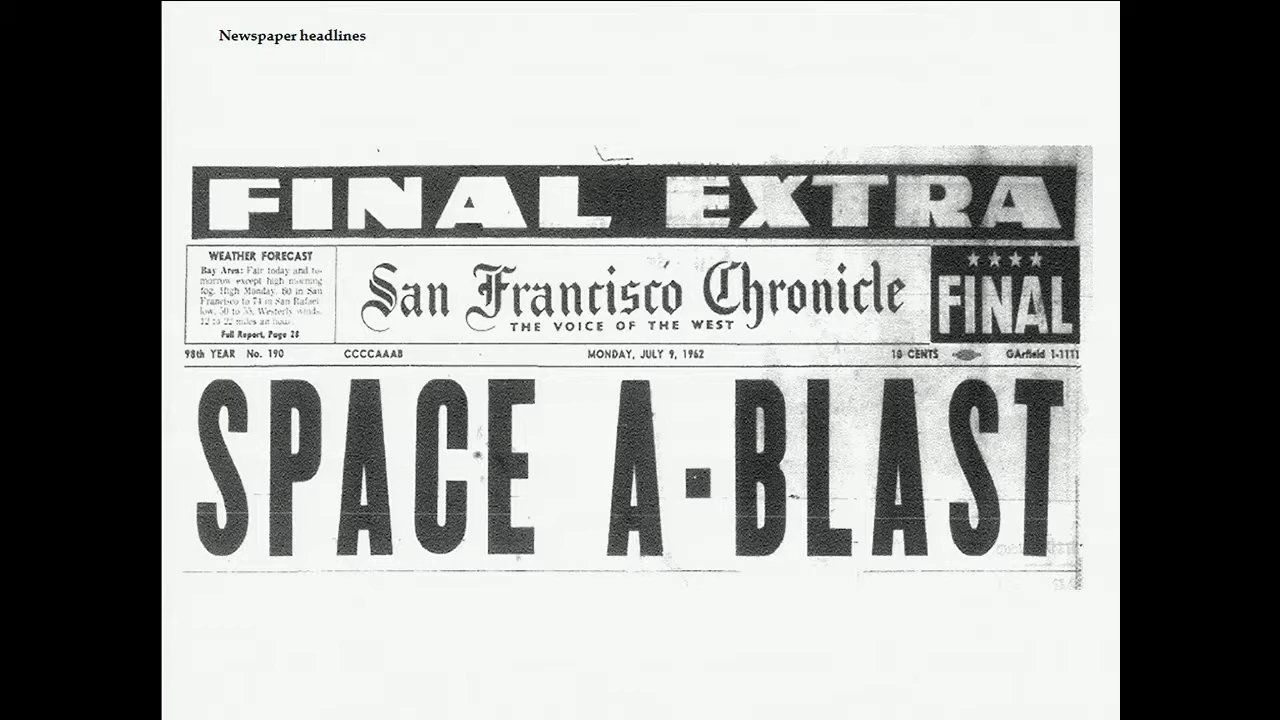 Newspaper headlines
FINAL EXTRA
WEATHER FORECAST
Bay Area: Fair today and to-
morrow except high morning
fog. High Monday, 60 in San
Francisco to 74 in San Rafael
low, 50 to 55. Westerly winds,
12 to 22 miles an hour.
Full Report, Page 28
San Francisco Chronicle
THE VOICE OF THE WEST
★★★★
FINAL
98th YEAR No. 190 CCCCAAAB MONDAY, JULY 9, 1962 10 CENTS GArfield 1-1111
SPACE A-BLAST